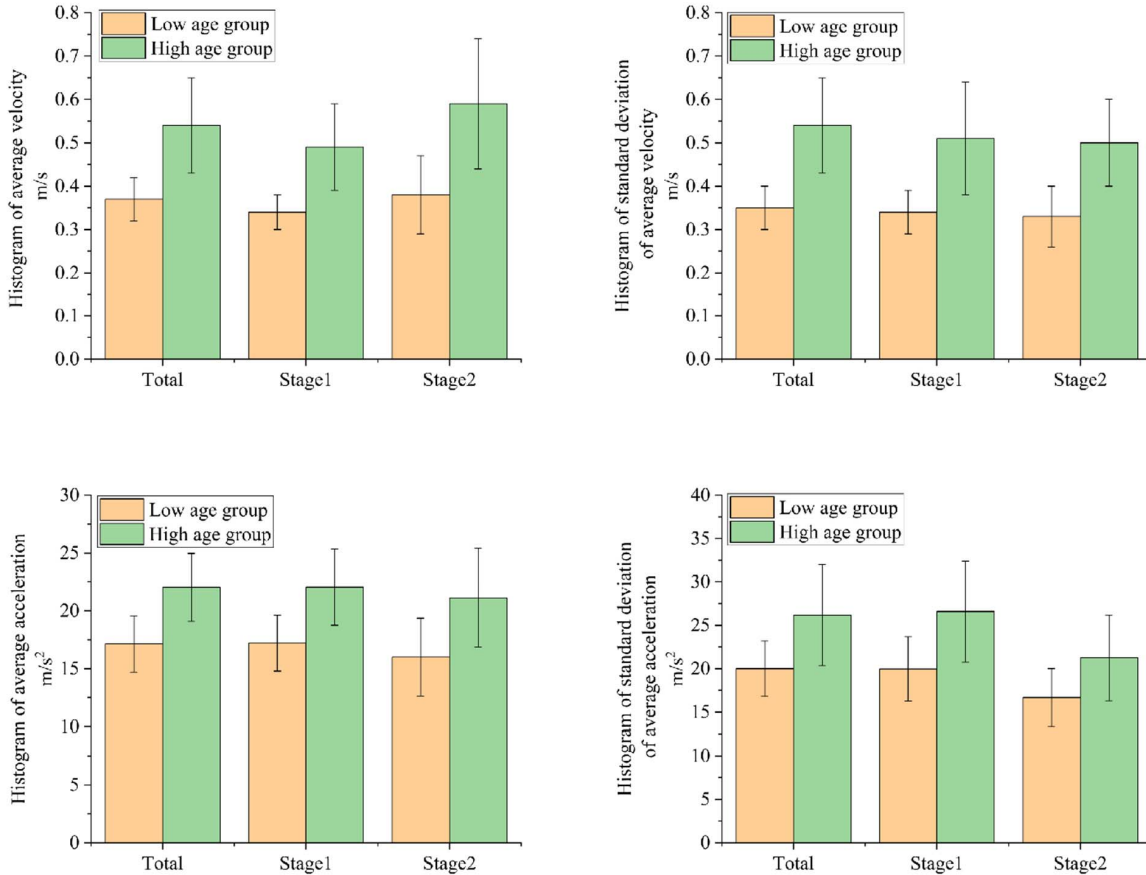 Histogram of average velocity
m/s
0.8
0.7
0.6
0.5
0.4
0.3
0.2
0.1
0.0
Low age group
High age group
Total Stage1 Stage2
Histogram of standard deviation
of average velocity
m/s
0.8
0.7
0.6
0.5
0.4
0.3
0.2
0.1
0.0
Low age group
High age group
Total Stage1 Stage2
Histogram of average acceleration
m/s²
30
25
20
15
10
5
0
Low age group
High age group
Total Stage1 Stage2
Histogram of standard deviation
of average acceleration
m/s²
40
35
30
25
20
15
10
5
0
Low age group
High age group
Total Stage1 Stage2